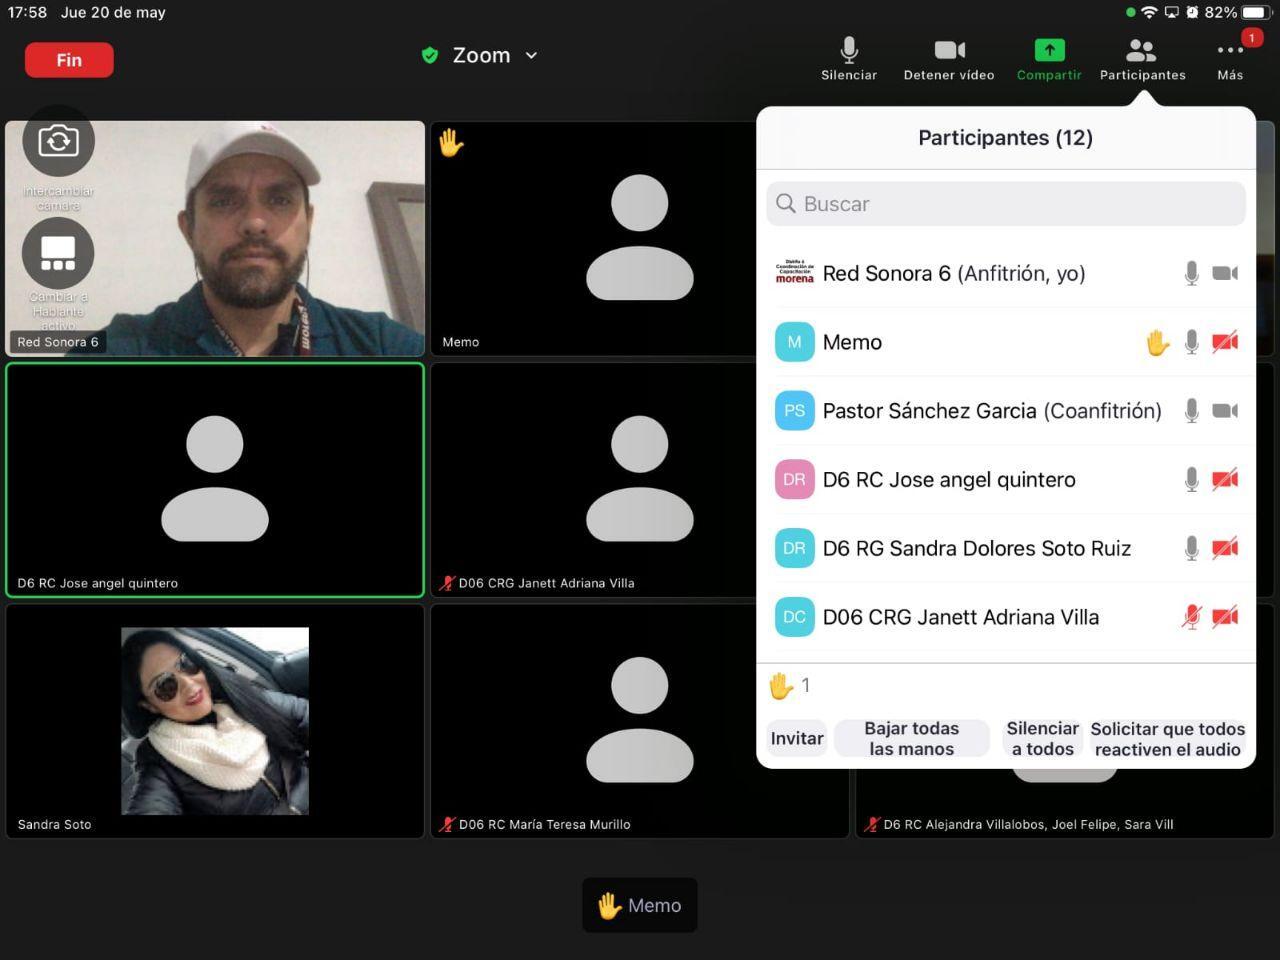 17:58 Jue 20 de may
82%
Fin
Zoom
Silenciar
Detener vídeo
Compartir
Participantes
1
Más
Intercambiar
cámara
Cambiar a
Hablante
activo
Red Sonora 6
Memo
D6 RC Jose angel quintero
D06 CRG Janett Adriana Villa
Sandra Soto
D06 RC María Teresa Murillo
D6 RC Alejandra Villalobos, Joel Felipe, Sara Vill
Participantes (12)
Buscar
Distrito 6
Coordinación de
Capacitación
morena
Red Sonora 6 (Anfitrión, yo)
M
Memo
PS
Pastor Sánchez Garcia (Coanfitrión)
DR
D6 RC Jose angel quintero
DR
D6 RG Sandra Dolores Soto Ruiz
DC
D06 CRG Janett Adriana Villa
1
Invitar
Bajar todas
las manos
Silenciar
a todos
Solicitar que todos
reactiven el audio
Memo